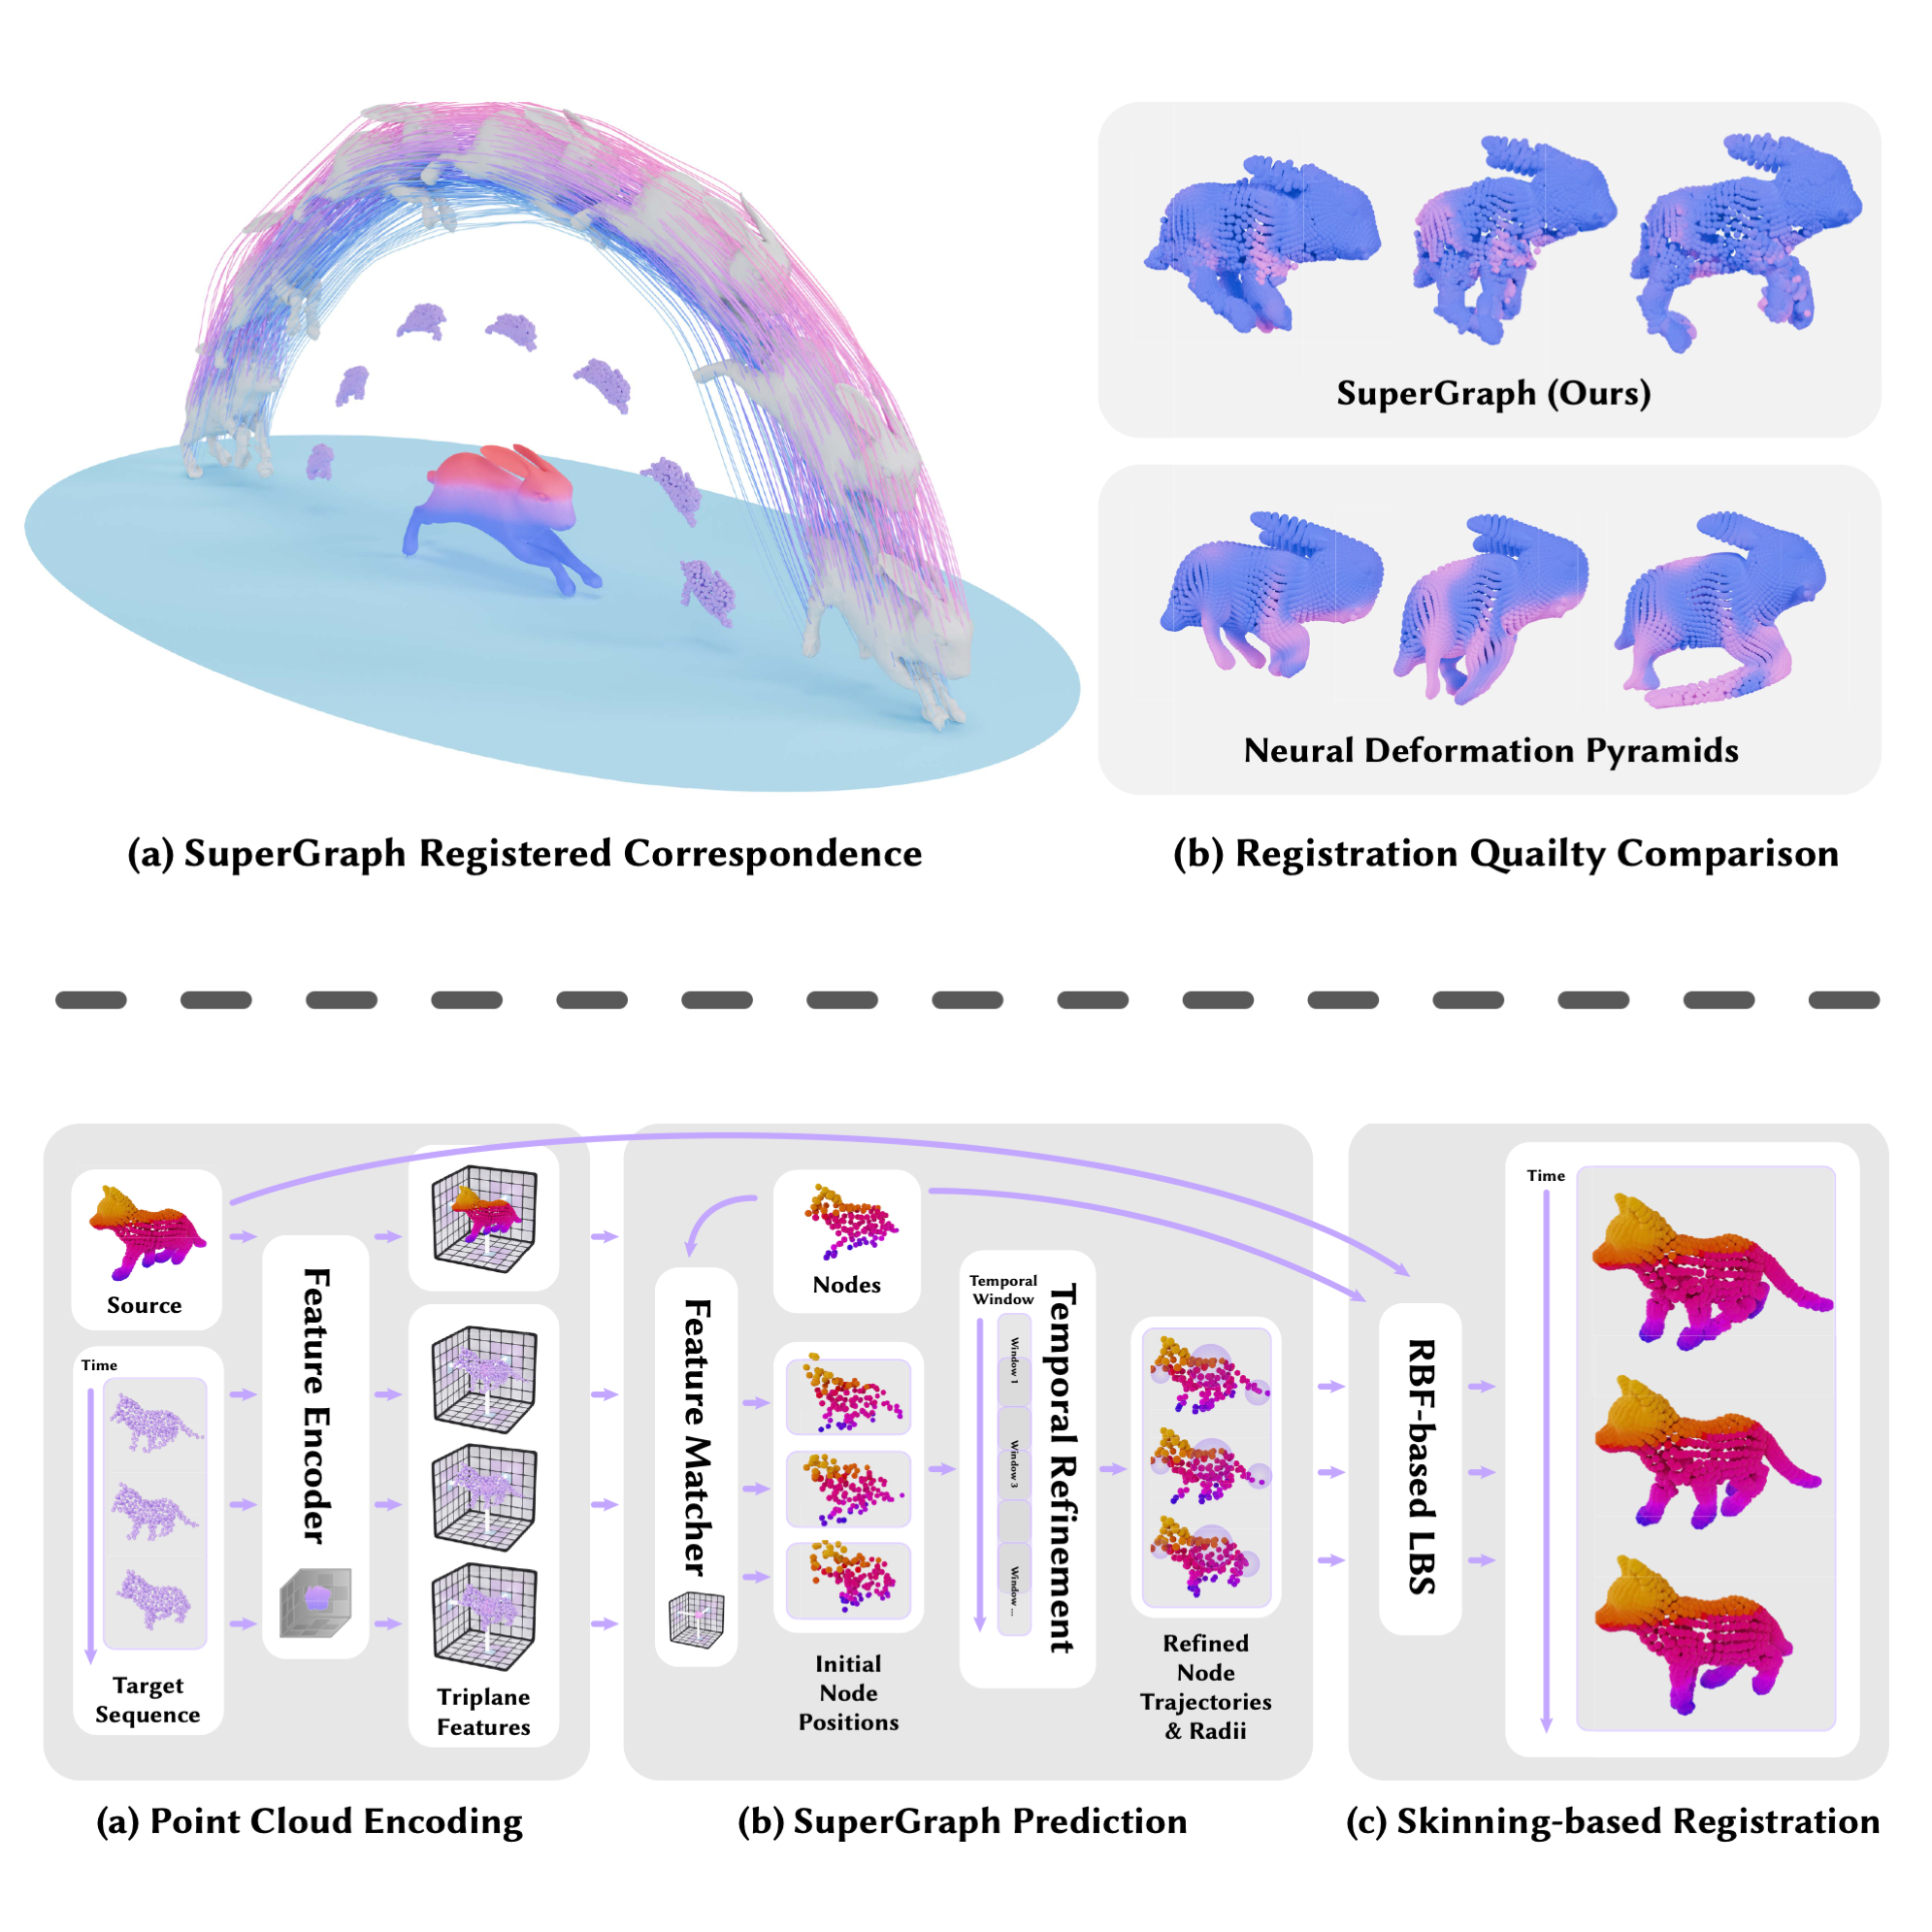 SuperGraph (Ours)
Neural Deformation Pyramids
(a) SuperGraph Registered Correspondence
(b) Registration Quailty Comparison
Source
Time
Target
Sequence
Feature Encoder
Triplane
Features
(a) Point Cloud Encoding
Feature Matcher
Nodes
Initial
Node
Positions
Temporal
Window
Window 1
Window 3
Window ...
Temporal Refinement
Refined
Node
Trajectories
& Radii
(b) SuperGraph Prediction
RBF-based LBS
Time
(c) Skinning-based Registration